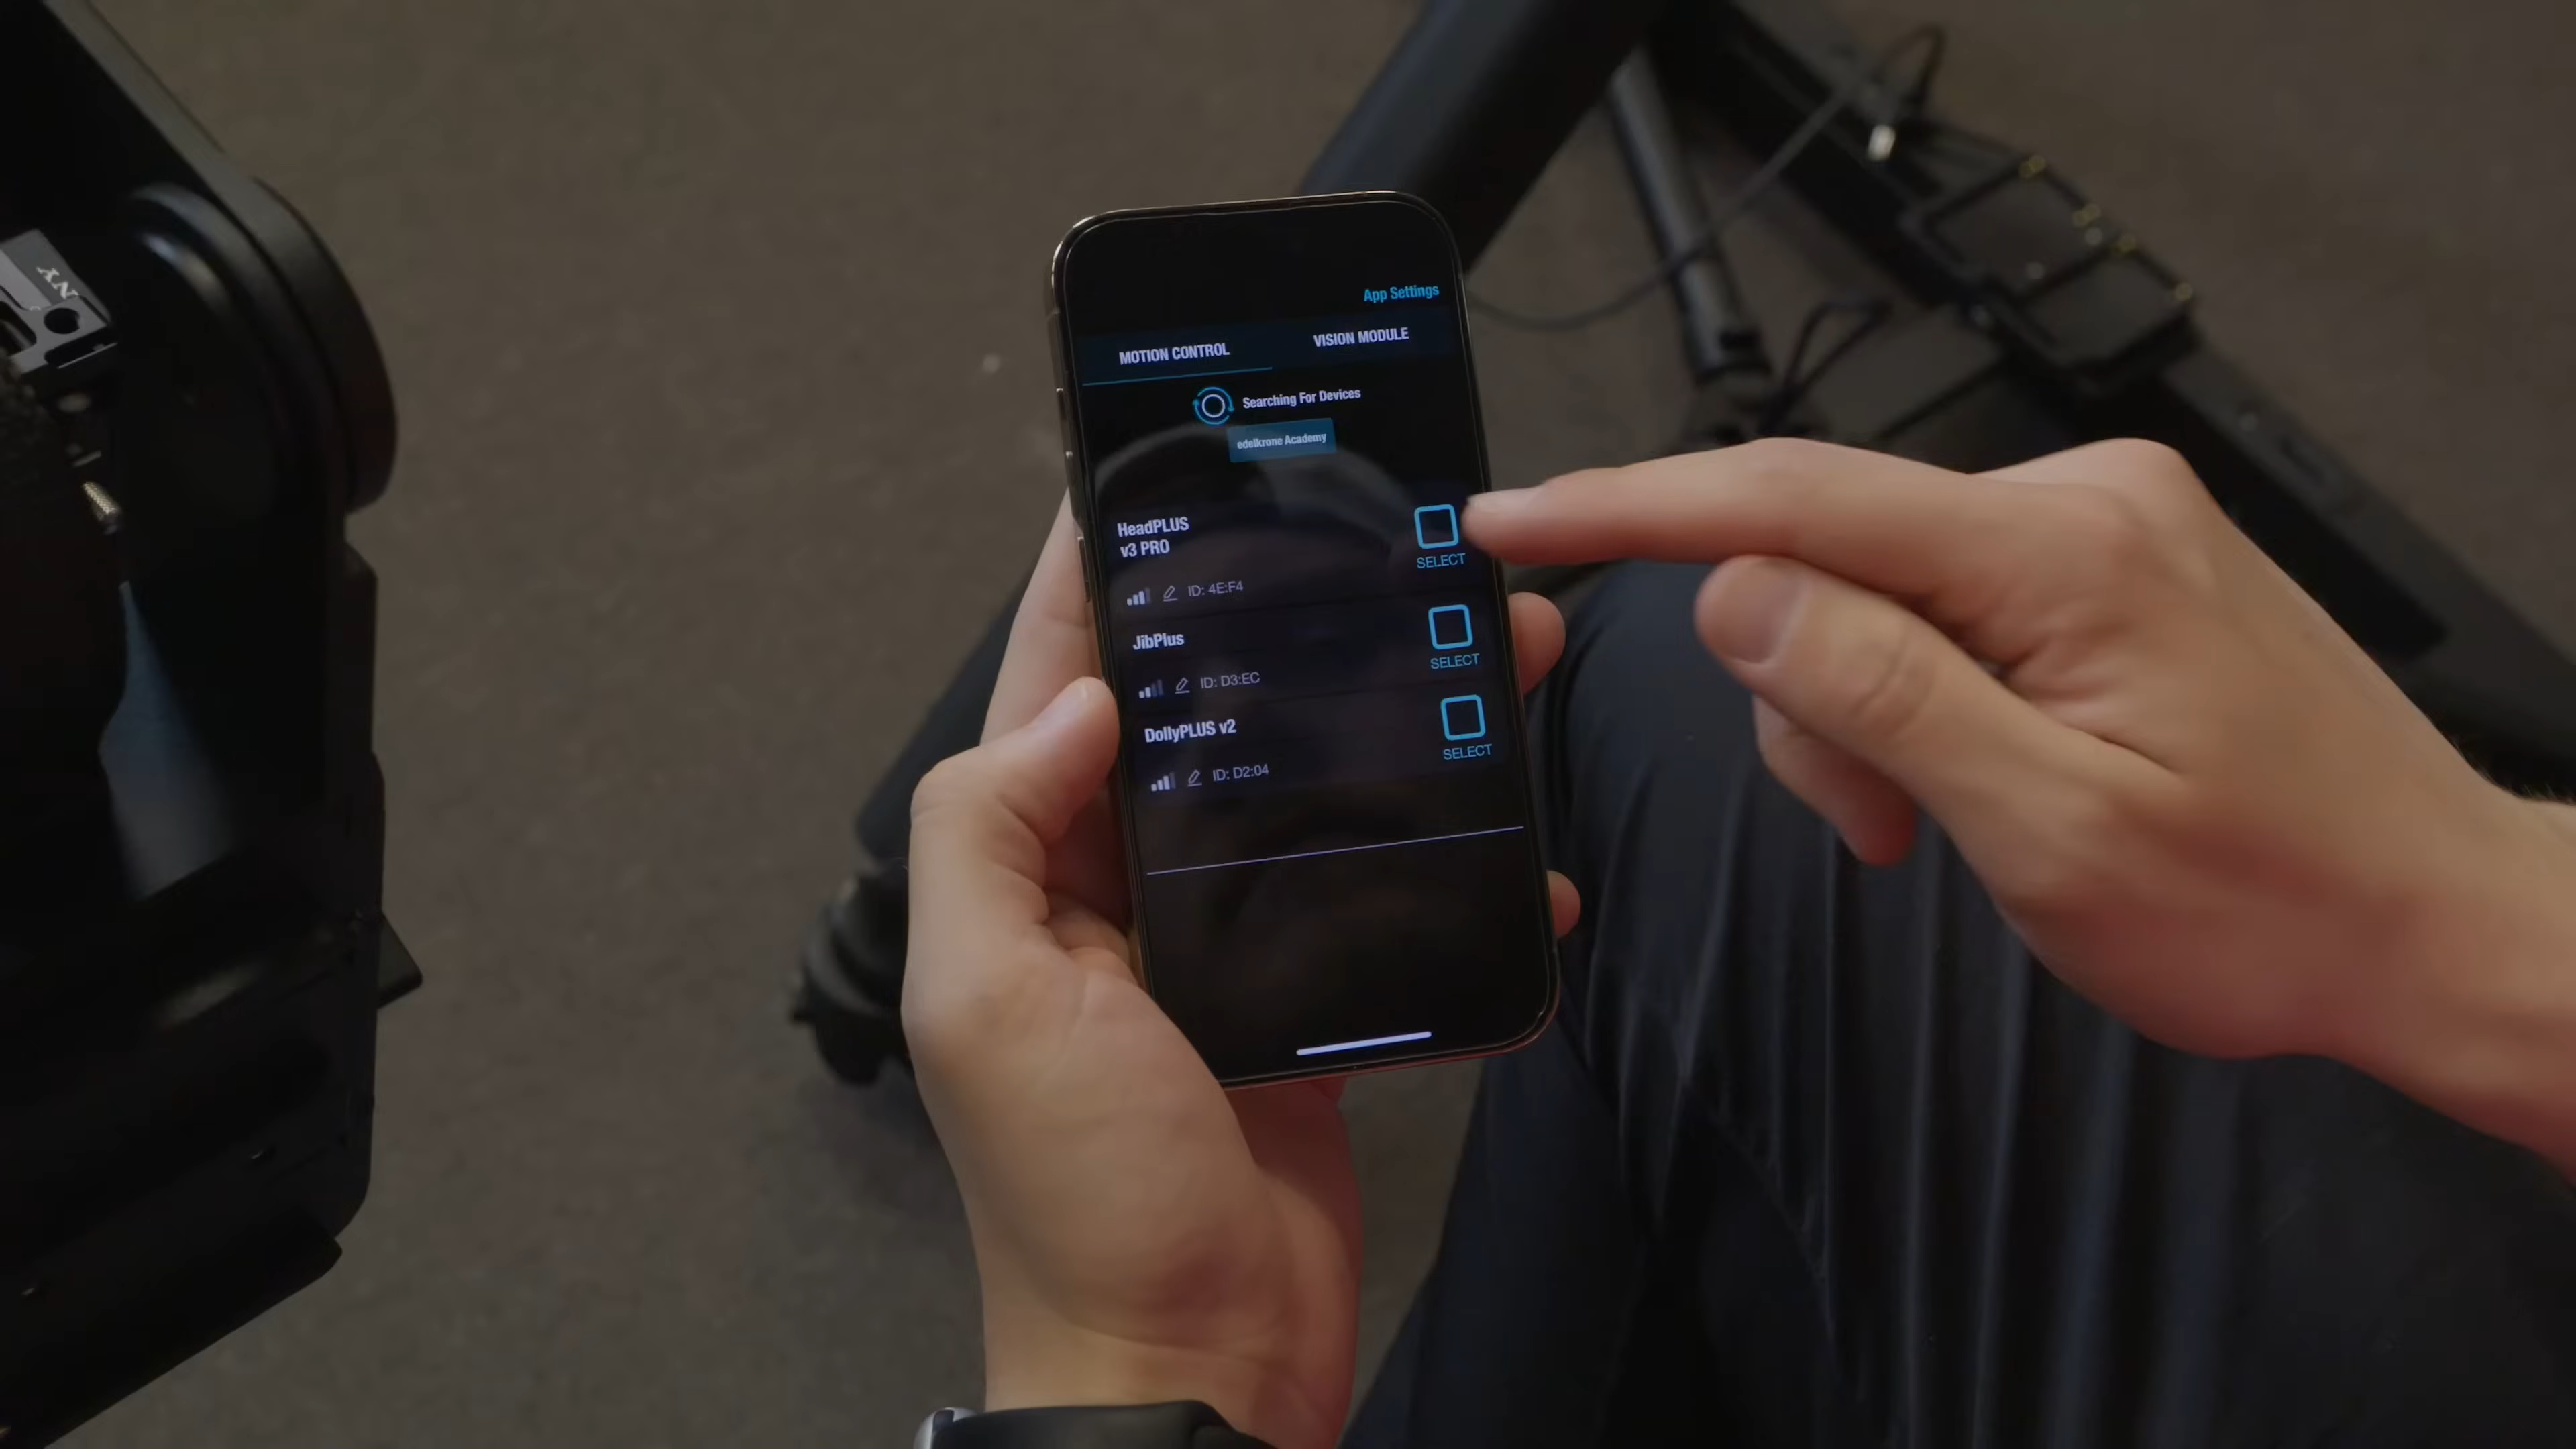 App Settings
MOTION CONTROL
VISION MODULE
Searching For Devices
edelkrone Academy
HeadPLUS
v3 PRO
SELECT
ID: 4E:F4
JibPlus
SELECT
ID: D3:EC
DollyPLUS v2
SELECT
ID: D2:04